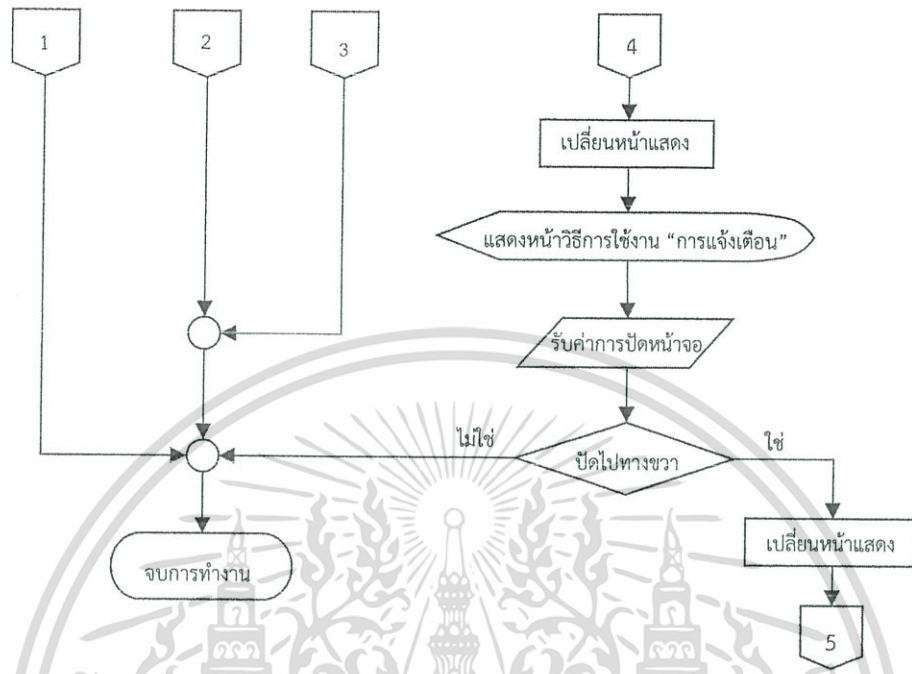 1
2
3
4
เปลี่ยนหน้าแสดง
แสดงหน้าวิธีการใช้งาน “การแจ้งเตือน”
รับค่าการปัดหน้าจอ
ไม่ใช่
ปัดไปทางขวา
ใช่
เปลี่ยนหน้าแสดง
จบการทำงาน
5